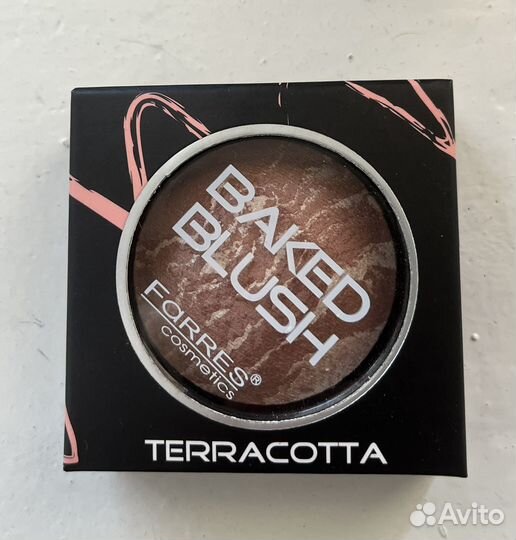 BAKED
BLUSH
FARRES®
cosmetics
TERRACOTTA
Avito